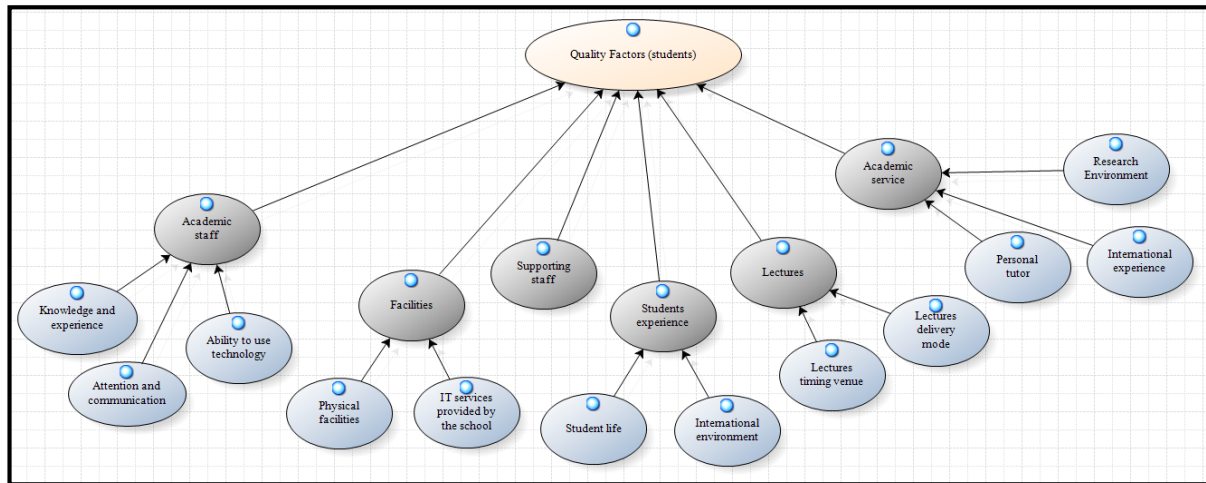 Quality Factors (students)
Academic
service
Research
Environment
Academic
staff
Supporting
staff
Lectures
Personal
tutor
International
experience
Knowledge and
experience
Facilities
Students
experience
Lectures
delivery
mode
Ability to use
technology
Lectures
timing venue
Attention and
communication
Physical
facilities
IT services
provided by
the school
Student life
International
environment